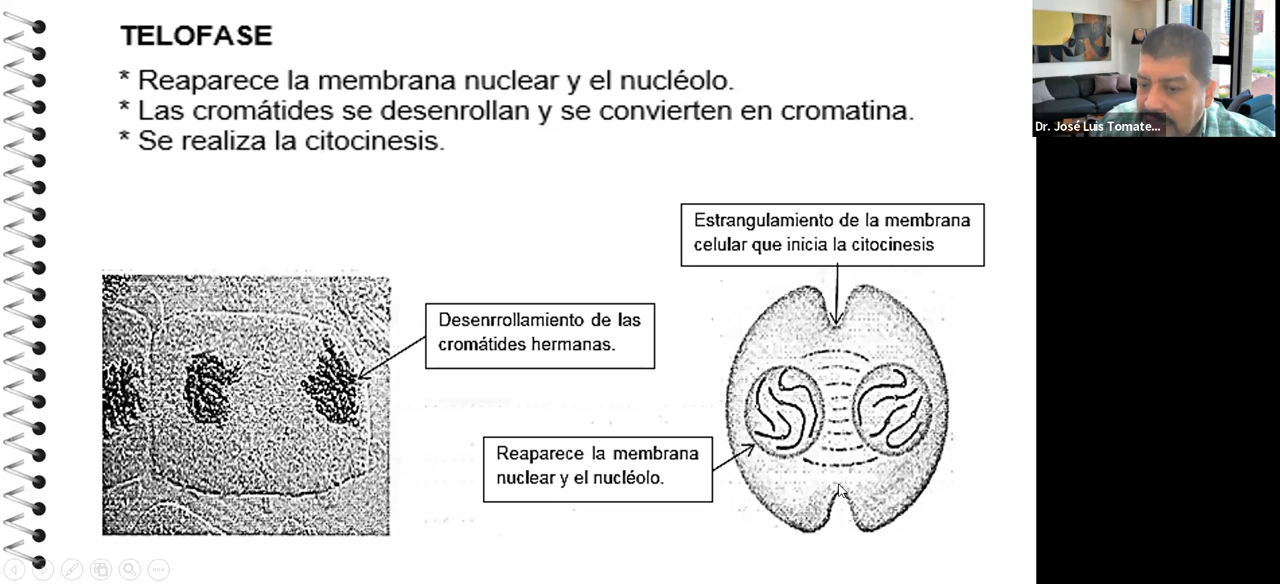 TELOFASE
* Reaparece la membrana nuclear y el nucléolo.
* Las cromátides se desenrollan y se convierten en cromatina.
* Se realiza la citocinesis.
Estrangulamiento de la membrana
celular que inicia la citocinesis
Desenrrollamiento de las
cromátides hermanas.
Reaparece la membrana
nuclear y el nucléolo.
Dr. José Luis Tomate...